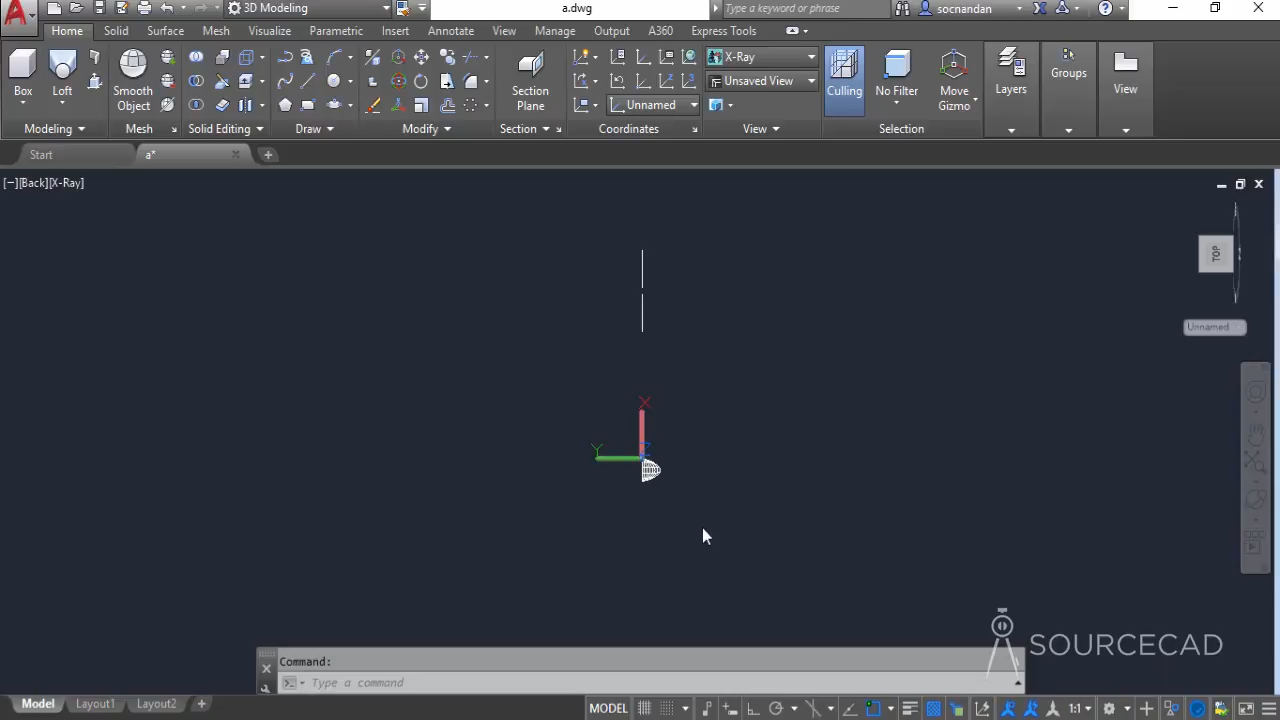 3D Modeling
a.dwg
Type a keyword or phrase
socnandan
Home
Solid
Surface
Mesh
Visualize
Parametric
Insert
Annotate
View
Manage
Output
A360
Express Tools
Box
Loft
Smooth
Object
Section
Plane
Unnamed
X-Ray
Unsaved View
Culling
No Filter
Move
Gizmo
Layers
Groups
View
Modeling
Mesh
Solid Editing
Draw
Modify
Section
Coordinates
View
Selection
Start
a*
[−][Back][X-Ray]
TOP
Unnamed
X
Y
Z
SOURCECAD
Command:
Type a command
Model
Layout1
Layout2
MODEL
1:1